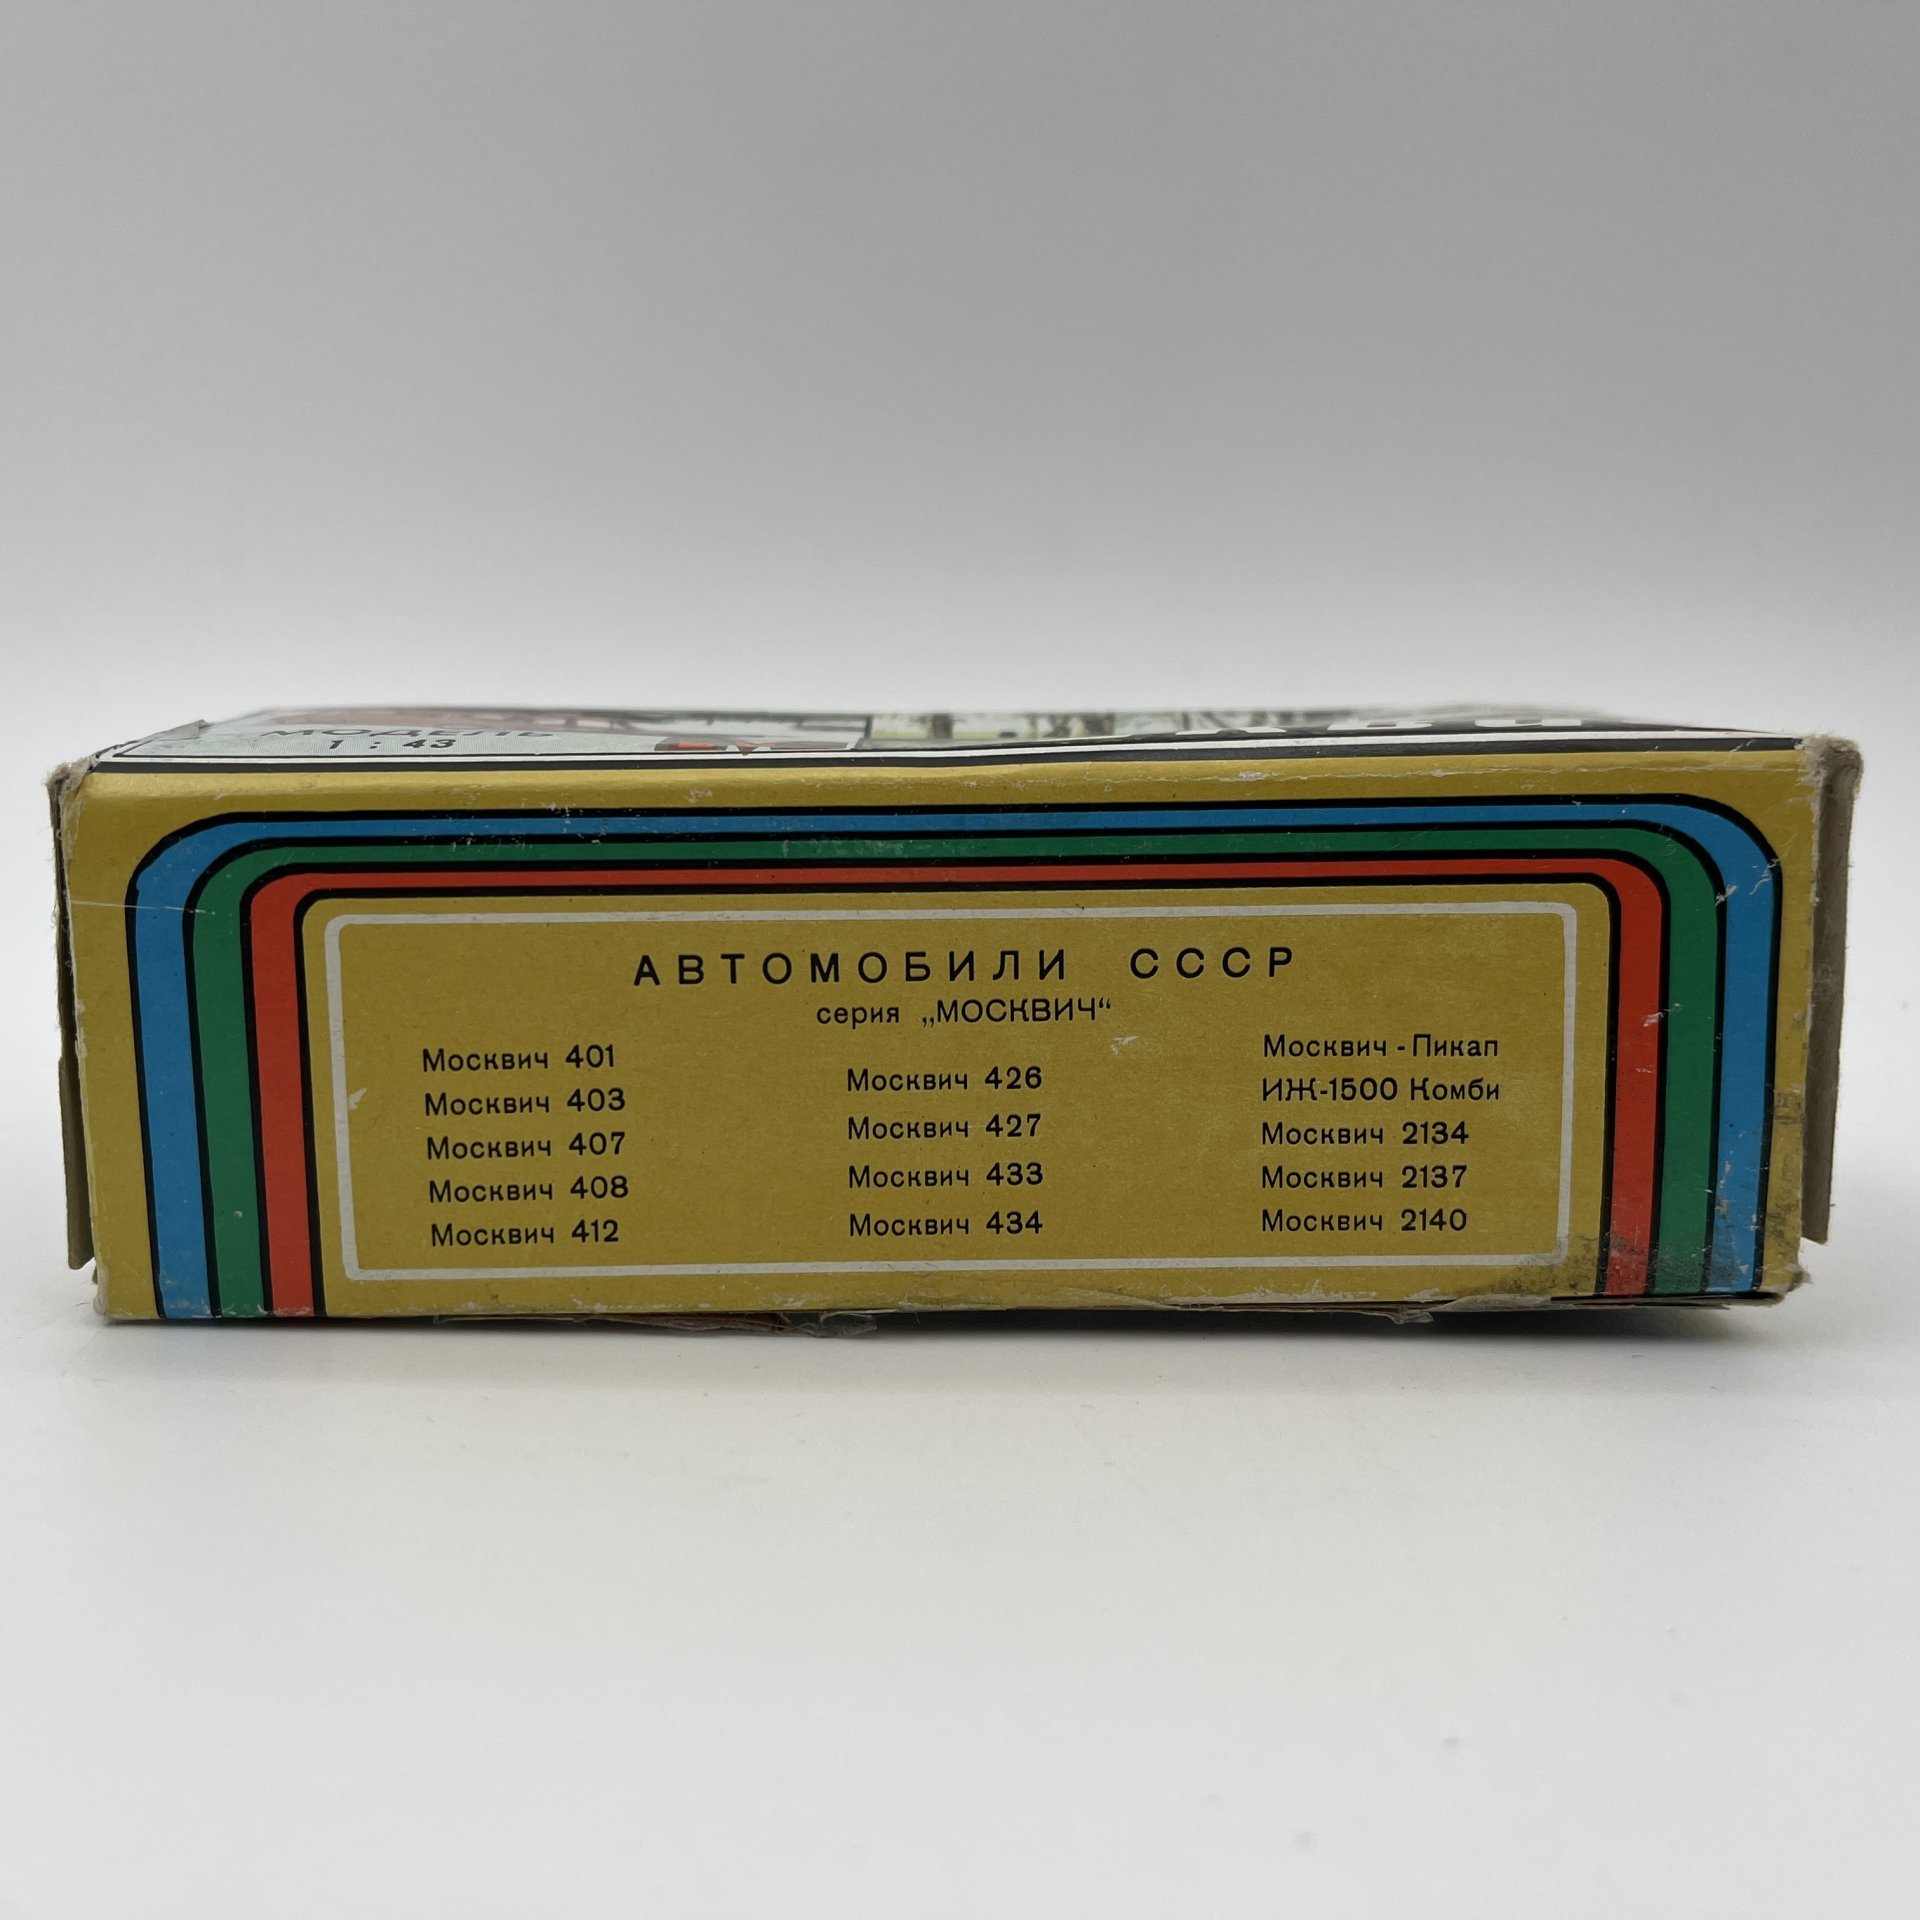 МОДЕЛЬ
1 : 43
АВТОМОБИЛИ СССР
серия „МОСКВИЧ“
Москвич 401
Москвич 403
Москвич 407
Москвич 408
Москвич 412
Москвич 426
Москвич 427
Москвич 433
Москвич 434
Москвич - Пикап
ИЖ-1500 Комби
Москвич 2134
Москвич 2137
Москвич 2140